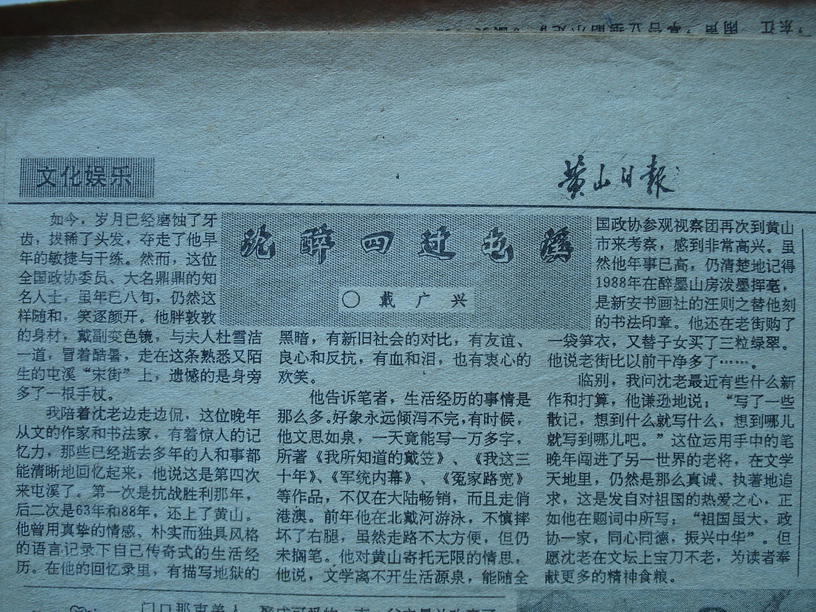 文化娱乐
黄山日报
沈醉四过屯溪
○ 戴广兴
如今，岁月已经磨蚀了牙
齿，拔稀了头发，夺走了他早
年的敏捷与干练。然而，这位
全国政协委员、大名鼎鼎的知
名人士，虽年已八旬，仍然这
样随和，笑逐颜开。他胖敦敦
的身材，戴副变色镜，与夫人杜雪洁
一道，冒着酷暑，走在这条熟悉又陌
生的屯溪“宋街”上，遗憾的是身旁
多了一根手杖。
我陪着沈老边走边侃，这位晚年
从文的作家和书法家，有着惊人的记
忆力，那些已经逝去多年的人和事都
能清晰地回忆起来，他说这是第四次
来屯溪了。第一次是抗战胜利那年，
后二次是63年和88年，还上了黄山。
他曾用真挚的情感，朴实而独具风格
的语言记录下自己传奇式的生活经
历。在他的回忆录里，有描写地狱的
黑暗，有新旧社会的对比，有友谊、
良心和反抗，有血和泪，也有衷心的
欢笑。
他告诉笔者，生活经历的事情是
那么多。好象永远倾泻不完，有时候，
他文思如泉，一天竟能写一万多字，
所著《我所知道的戴笠》、《我这三
十年》、《军统内幕》、《冤家路宽》
等作品，不仅在大陆畅销，而且走俏
港澳。前年他在北戴河游泳，不慎摔
坏了右腿，虽然走路不太方便，但仍
未搁笔。他对黄山寄托无限的情思，
他说，文学离不开生活源泉，能随全
国政协参观视察团再次到黄山
市来考察，感到非常高兴。虽
然他年事已高，仍清楚地记得
1988年在醉墨山房泼墨挥毫，
是新安书画社的汪则之替他刻
的书法印章。他还在老街购了
一袋笋衣，又替子女买了三粒绿翠。
他说老街比以前干净多了……。
临别，我问沈老最近有些什么新
作和打算，他谦逊地说；“写了一些
散记，想到什么就写什么，想到哪儿
就写到哪儿吧。”这位运用手中的笔
晚年闯进了另一世界的老将，在文学
天地里，仍然是那么真诚、执著地追
求，这是发自对祖国的热爱之心，正
如他在题词中所写；“祖国虽大，政
协一家，同心同德，振兴中华”。但
愿沈老在文坛上宝刀不老，为读者奉
献更多的精神食粮。